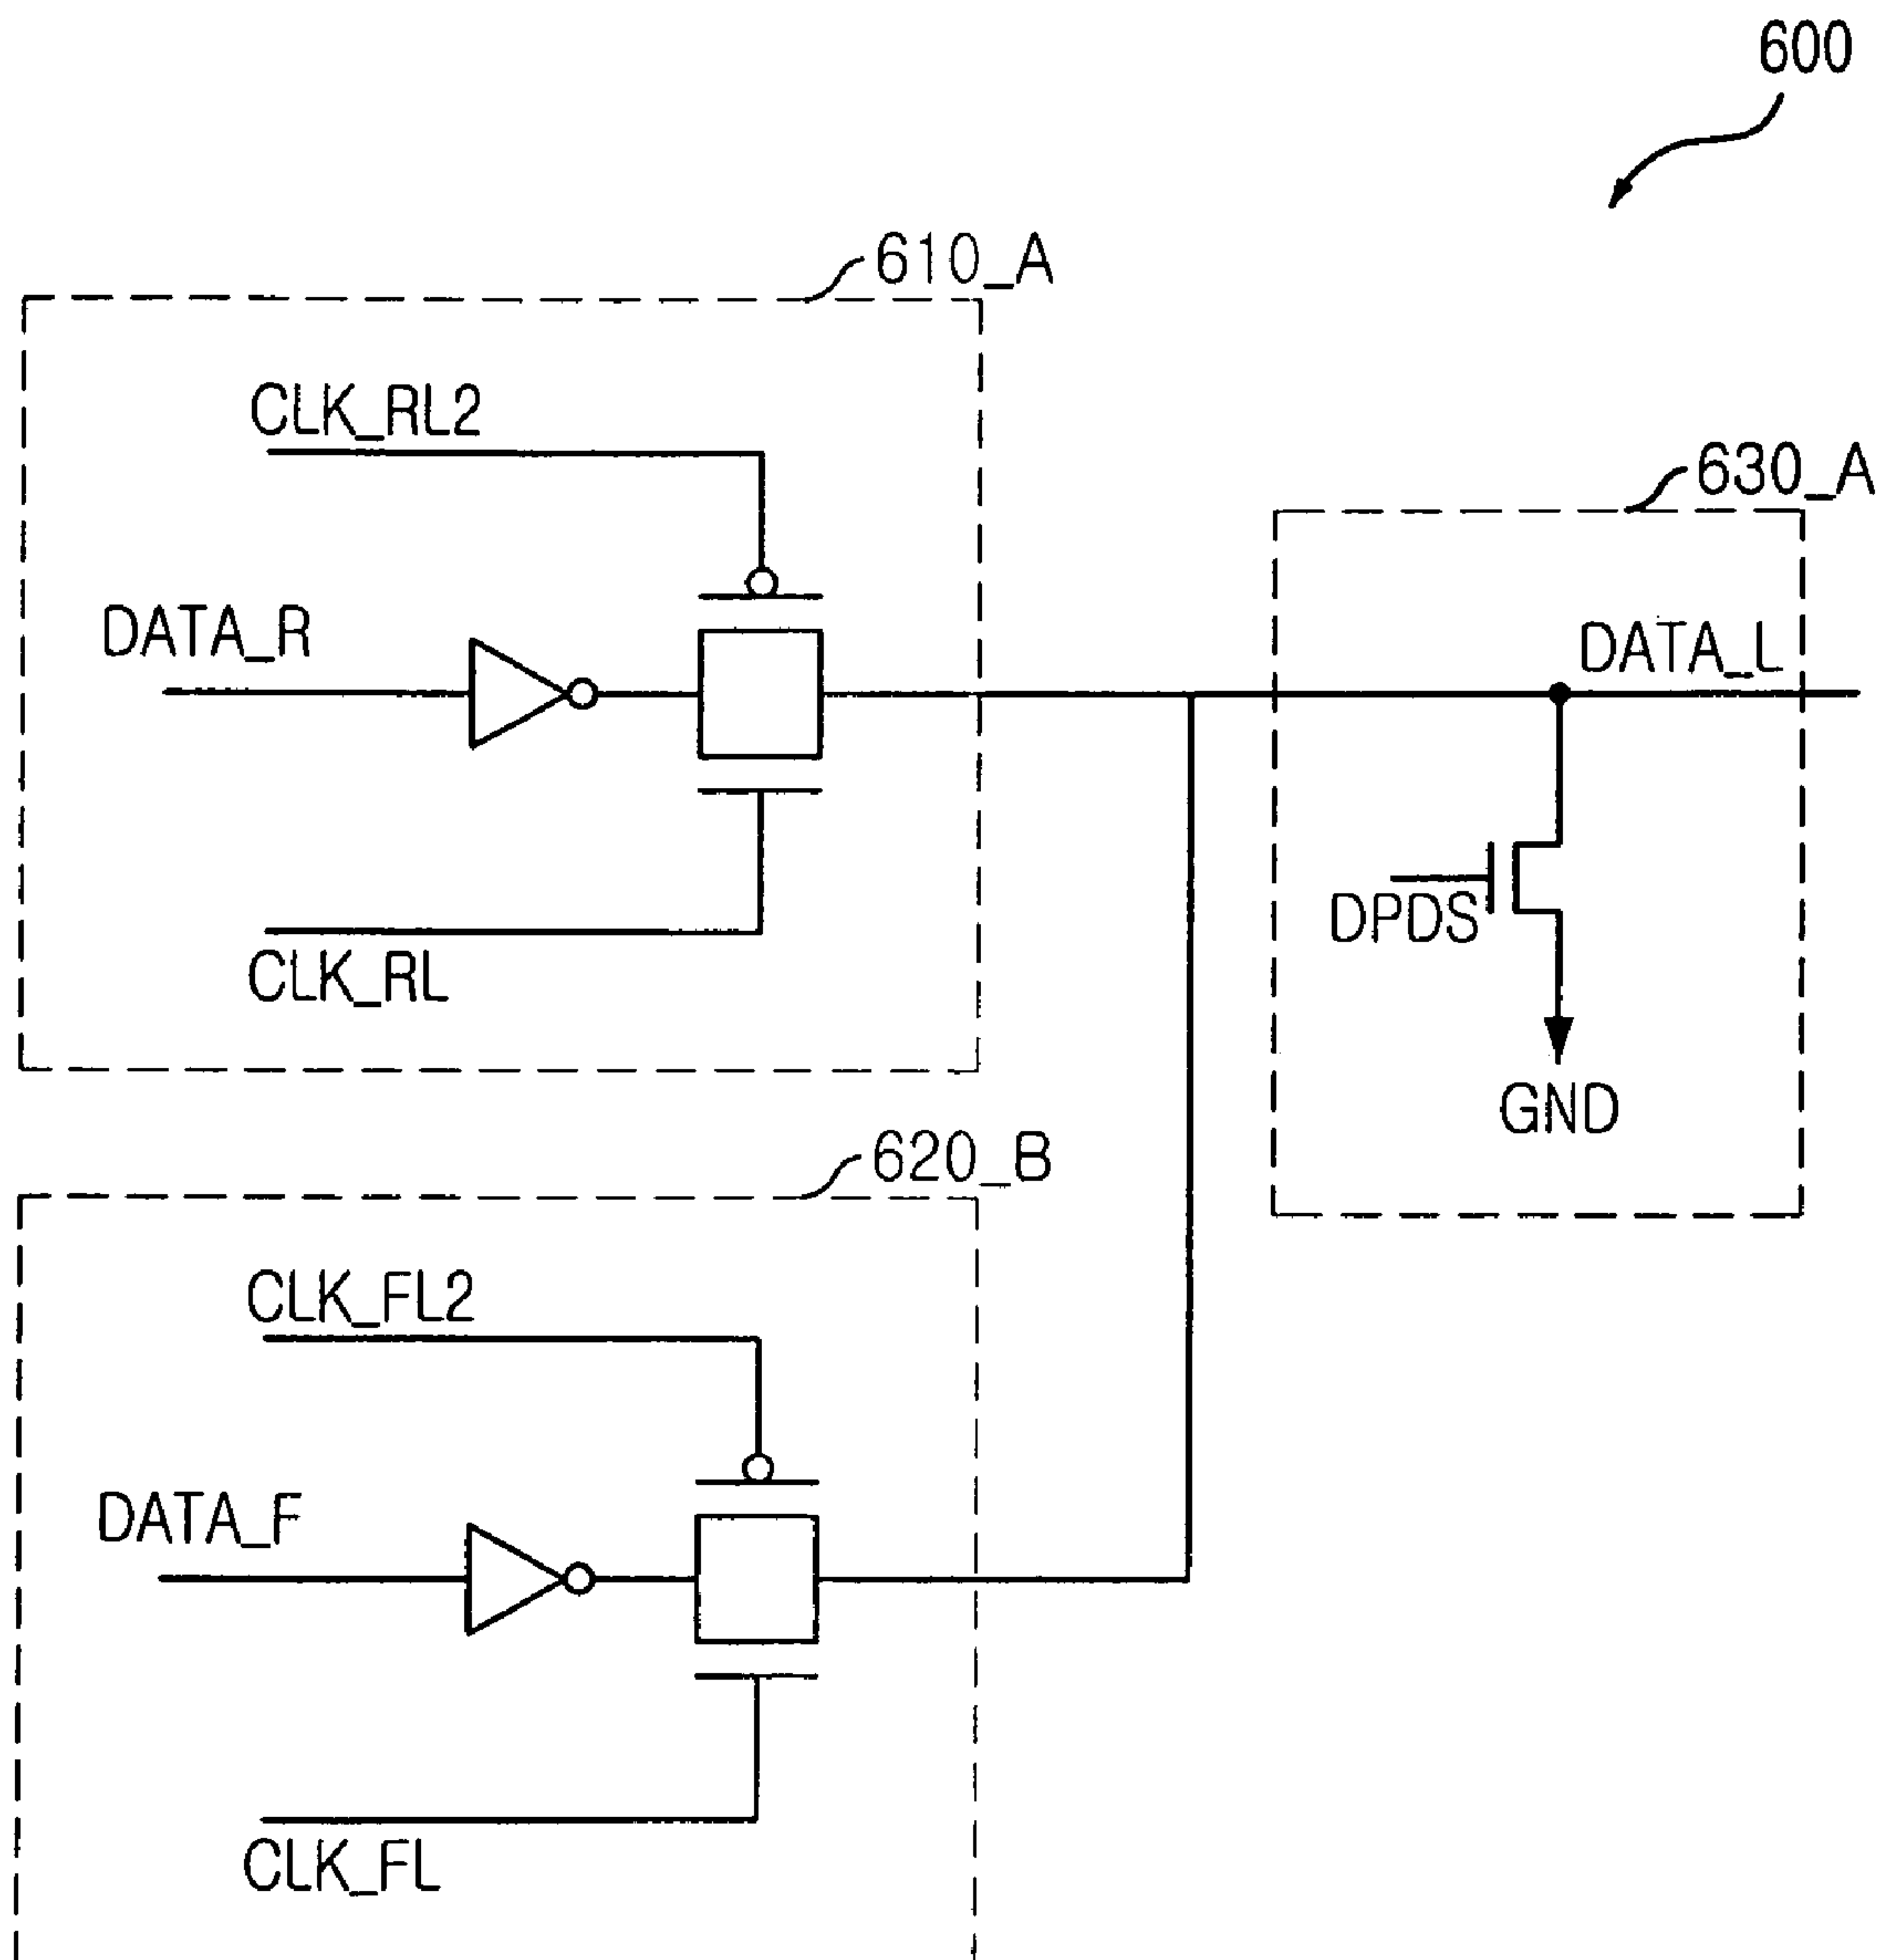 600
610_A
CLK_RL2
630_A
DATA_R
DATA_L
DPDS
CLK_RL
GND
620_B
CLK_FL2
DATA_F
CLK_FL